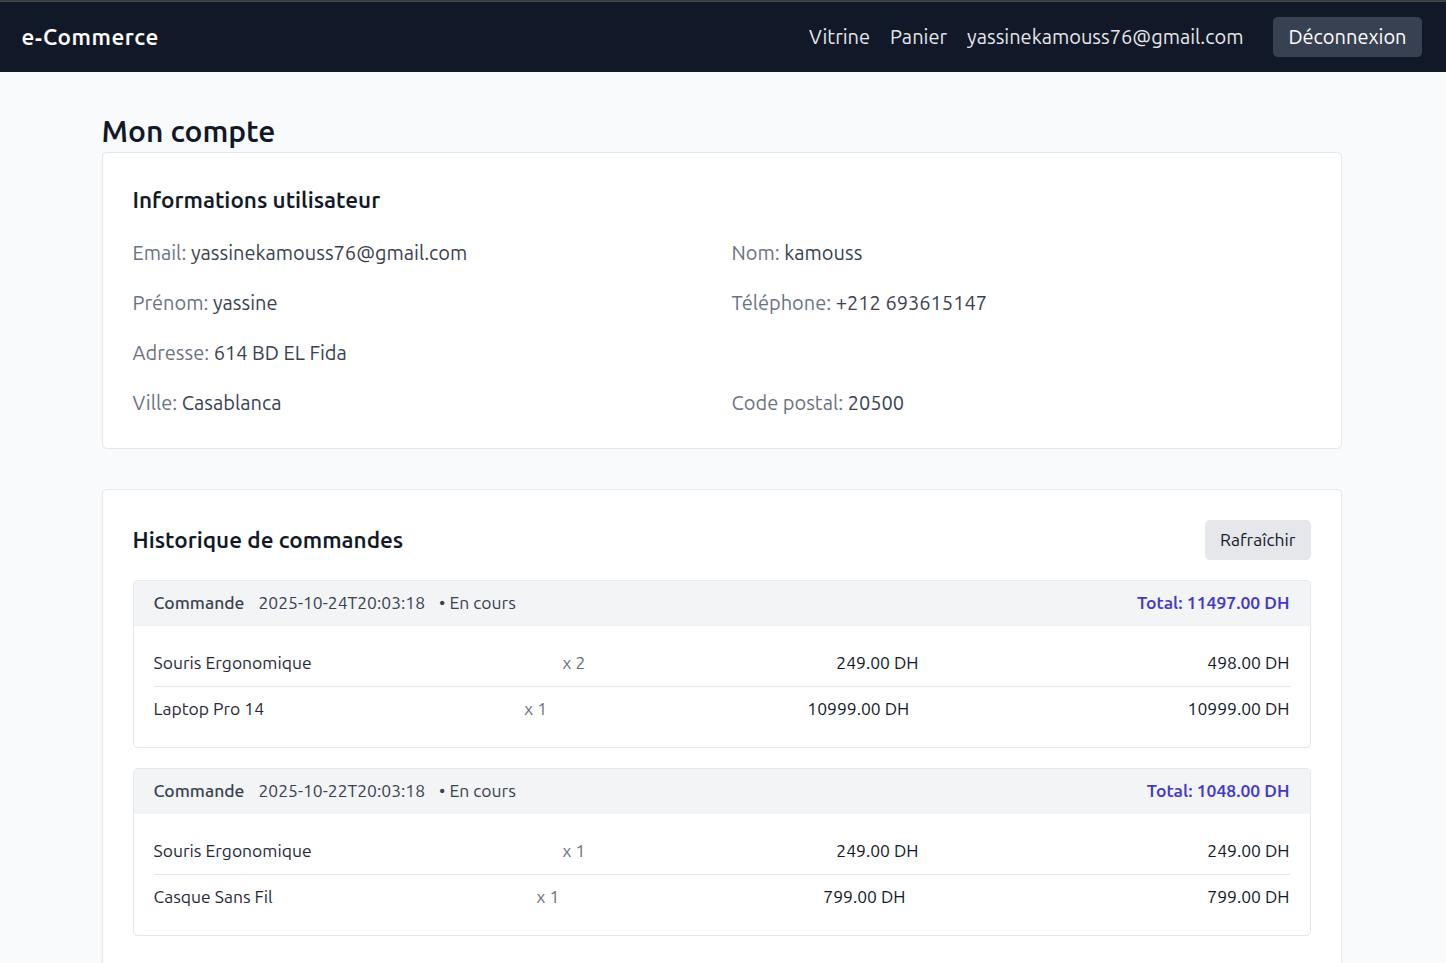 e-Commerce Vitrine Panier yassinekamouss76@gmail.com Déconnexion
Mon compte
Informations utilisateur
Email: yassinekamouss76@gmail.com Nom: kamouss
Prénom: yassine Téléphone: +212 693615147
Adresse: 614 BD EL Fida
Ville: Casablanca Code postal: 20500
Historique de commandes Rafraîchir
Commande 2025-10-24T20:03:18 • En cours Total: 11497.00 DH
Souris Ergonomique x 2 249.00 DH 498.00 DH
Laptop Pro 14 x 1 10999.00 DH 10999.00 DH
Commande 2025-10-22T20:03:18 • En cours Total: 1048.00 DH
Souris Ergonomique x 1 249.00 DH 249.00 DH
Casque Sans Fil x 1 799.00 DH 799.00 DH